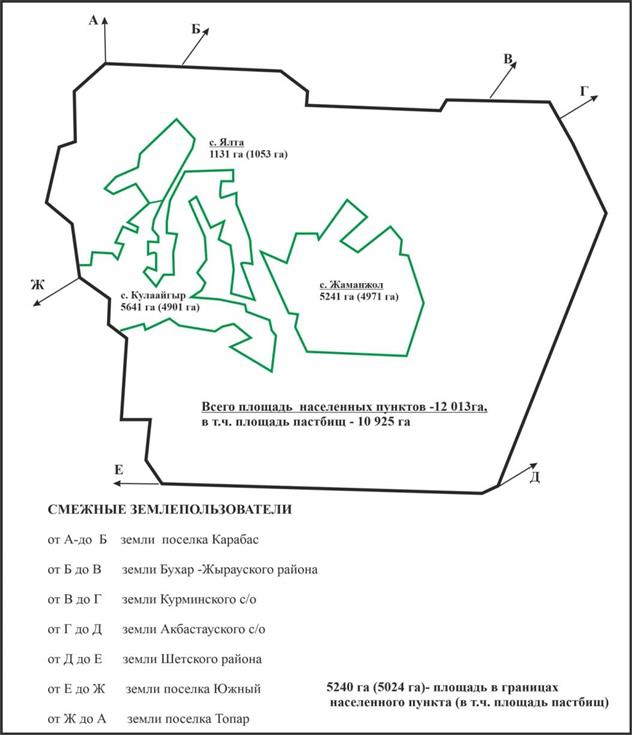 А
Б
В
Г
с. Ялта
1131 га (1053 га)
Ж
с. Кулаайгыр
5641 га (4901 га)
с. Жаманжол
5241 га (4971 га)
Всего площадь населенных пунктов -12 013га,
в т.ч. площадь пастбищ - 10 925 га
Е
Д
СМЕЖНЫЕ ЗЕМЛЕПОЛЬЗОВАТЕЛИ
от А-до Б земли поселка Карабас
от Б до В земли Бухар -Жырауского района
от В до Г земли Курминского с/о
от Г до Д земли Акбастауского с/о
от Д до Е земли Шетского района
от Е до Ж земли поселка Южный
от Ж до А земли поселка Топар
5240 га (5024 га)- площадь в границах
населенного пункта (в т.ч. площадь пастбищ)